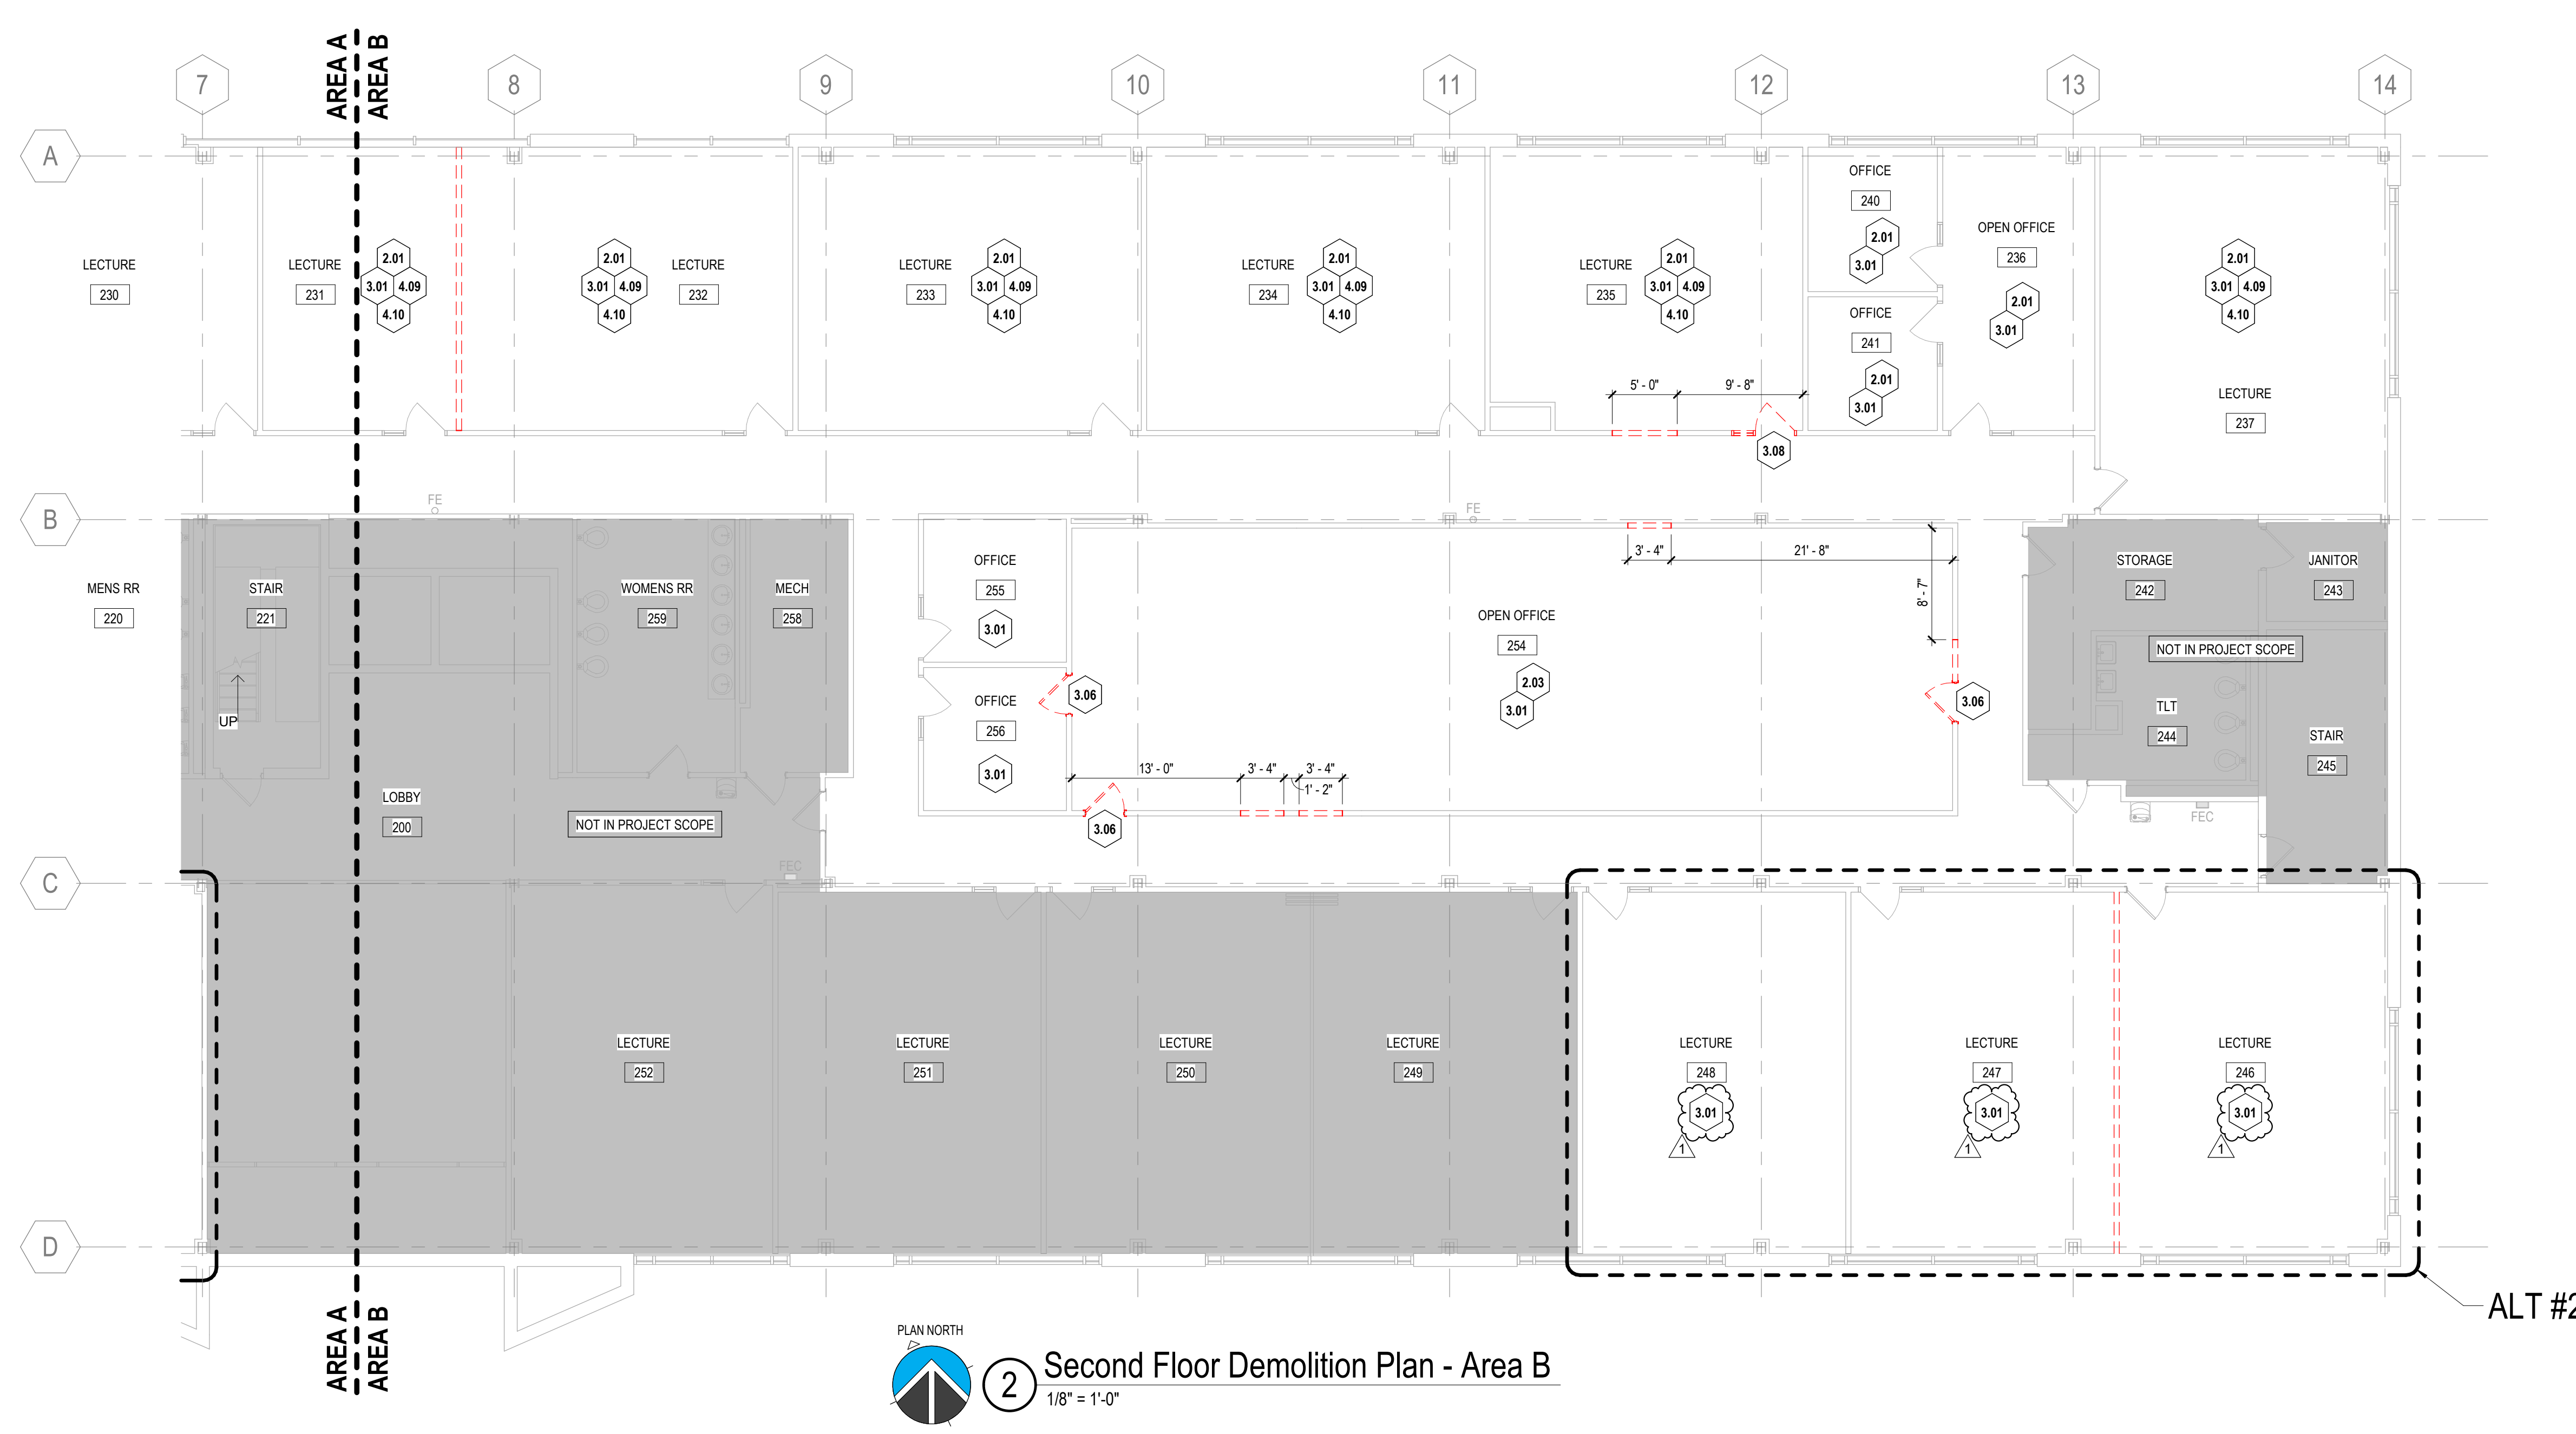 AREA A
AREA B
7
8
9
10
11
12
13
14
A
LECTURE
230
LECTURE
231
2.01
3.01
4.09
4.10
2.01
3.01
4.09
4.10
LECTURE
232
LECTURE
233
2.01
3.01
4.09
4.10
LECTURE
234
2.01
3.01
4.09
4.10
LECTURE
235
2.01
3.01
4.09
4.10
OFFICE
240
2.01
3.01
OFFICE
241
2.01
3.01
OPEN OFFICE
236
2.01
3.01
2.01
3.01
4.09
4.10
LECTURE
237
5' - 0"
9' - 8"
3.08
B
FE
FE
MENS RR
220
STAIR
221
UP
WOMENS RR
259
MECH
258
OFFICE
255
3.01
OFFICE
256
3.01
3.06
3' - 4"
21' - 8"
8' - 7"
OPEN OFFICE
254
2.03
3.01
3.06
STORAGE
242
JANITOR
243
NOT IN PROJECT SCOPE
TLT
244
STAIR
245
13' - 0"
3' - 4"
3' - 4"
1' - 2"
3.06
LOBBY
200
NOT IN PROJECT SCOPE
FEC
FEC
C
LECTURE
252
LECTURE
251
LECTURE
250
LECTURE
249
LECTURE
248
3.01
1
LECTURE
247
3.01
1
LECTURE
246
3.01
1
D
ALT #2
AREA A
AREA B
PLAN NORTH
2
Second Floor Demolition Plan - Area B
1/8" = 1'-0"